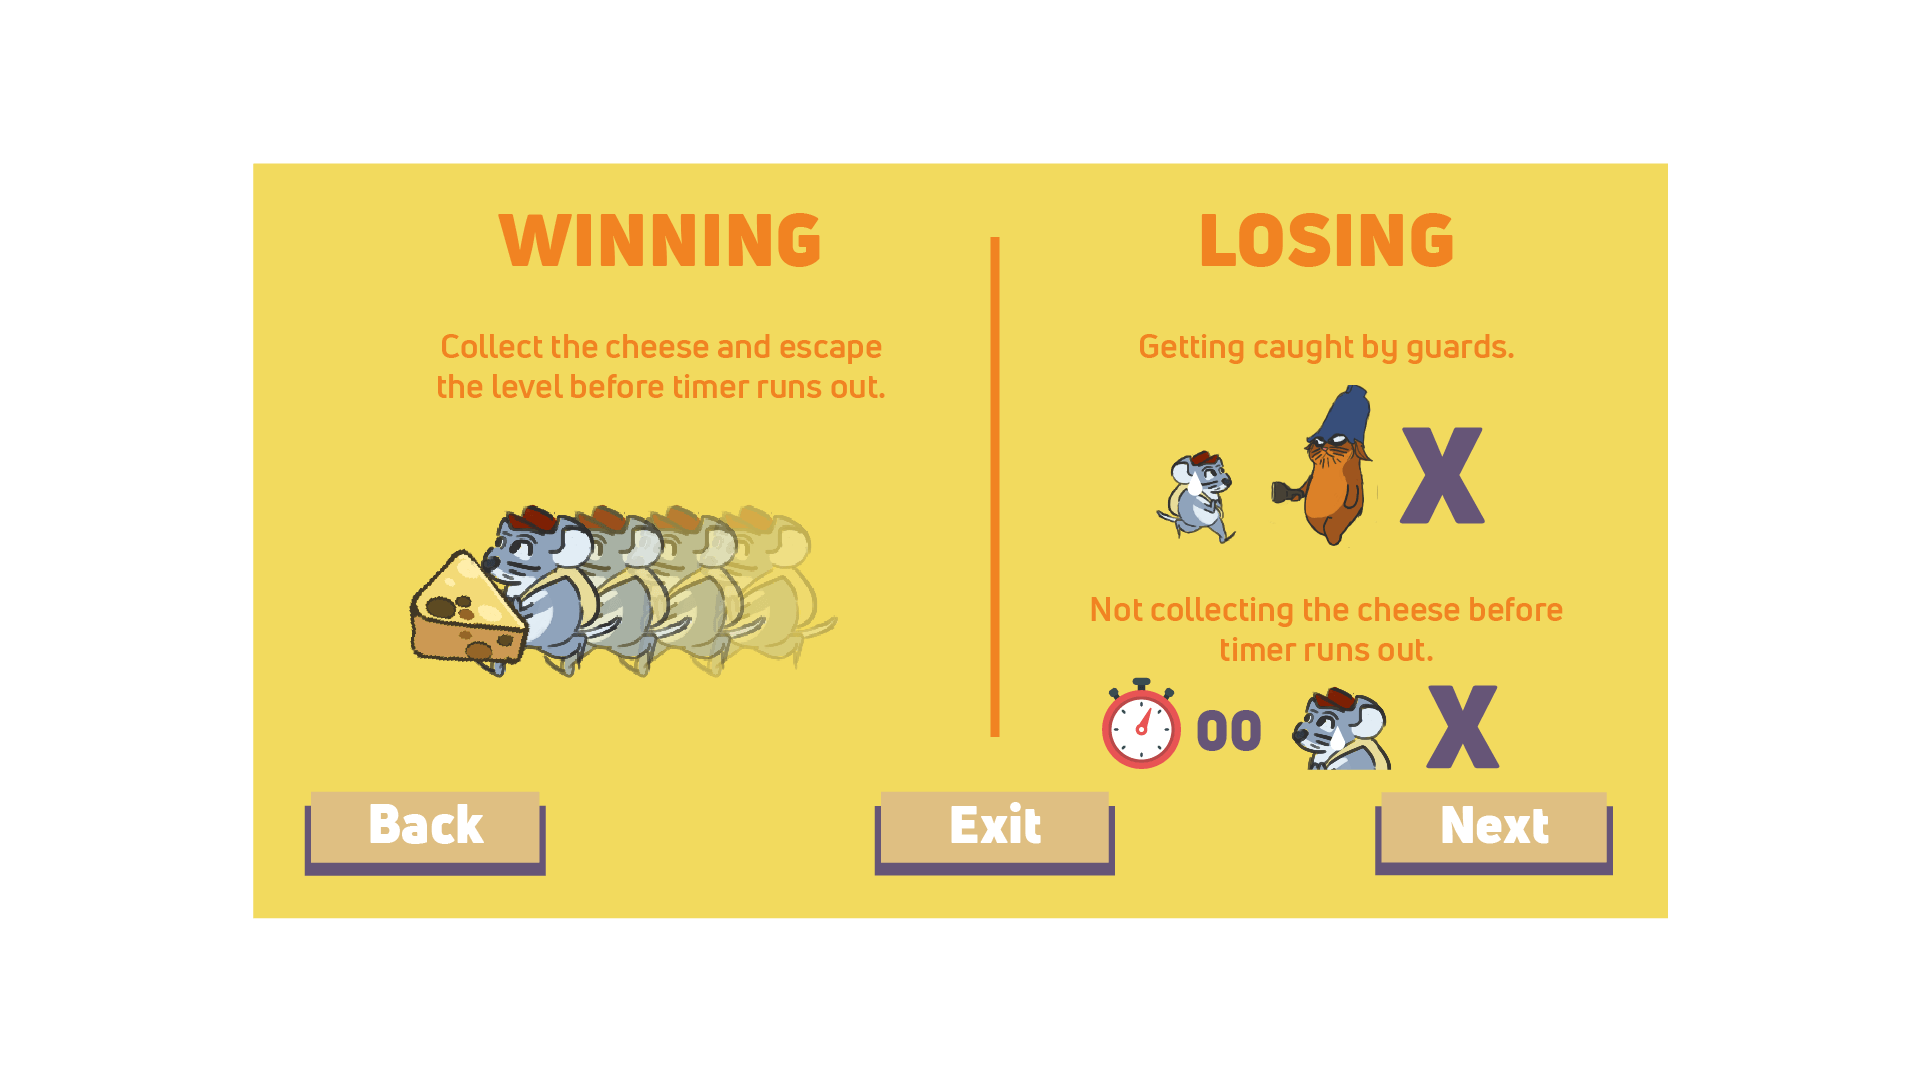 WINNING
Collect the cheese and escape
the level before timer runs out.
LOSING
Getting caught by guards.
X
Not collecting the cheese before
timer runs out.
00
X
Back
Exit
Next